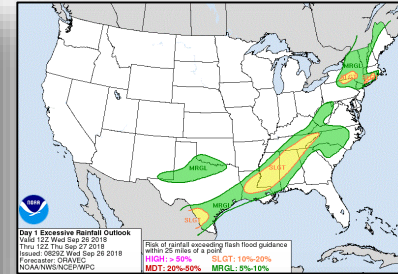 MRGL
SLGT
MRGL
SLGT
SLGT
NOAA
Day 1 Excessive Rainfall Outlook
Valid 12Z Wed Sep 26 2018
Thru 12Z Thu Sep 27 2018
Issued: 0829Z Wed Sep 26 2018
Forecaster: ORAVEC
NOAA/NWS/NCEP/WPC
Risk of rainfall exceeding flash flood guidance
within 25 miles of a point
HIGH: > 50% SLGT: 10%-20%
MDT: 20%-50% MRGL: 5%-10%